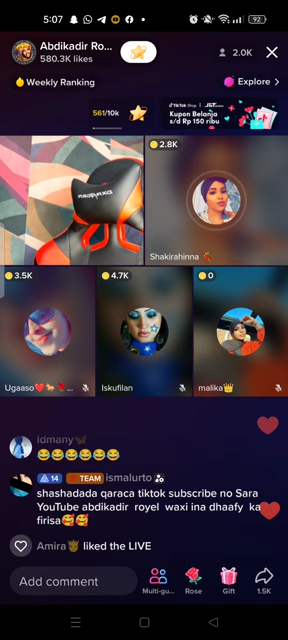 5:07
92
Abdikadir Ro...
580.3K likes
2.0K
Weekly Ranking
Explore >
561/10k
TikTok Shop | J&T
Kupon Belanja
s/d Rp 150 ribu
2.8K
Shakirahinna
3.5K
4.7K
0
Ugaaso❤️🐎🌹...
Iskufilan
malika👑
Idmany🦋
😂😂😂😂😂😂
14 TEAM ismalurto
shashadada qaraca tiktok subscribe no Sara
YouTube abdikadir royel waxi ina dhaafy ka
firisa🥰🥰
Amira liked the LIVE
Add comment
Multi-gu...
Rose
Gift
1.5K